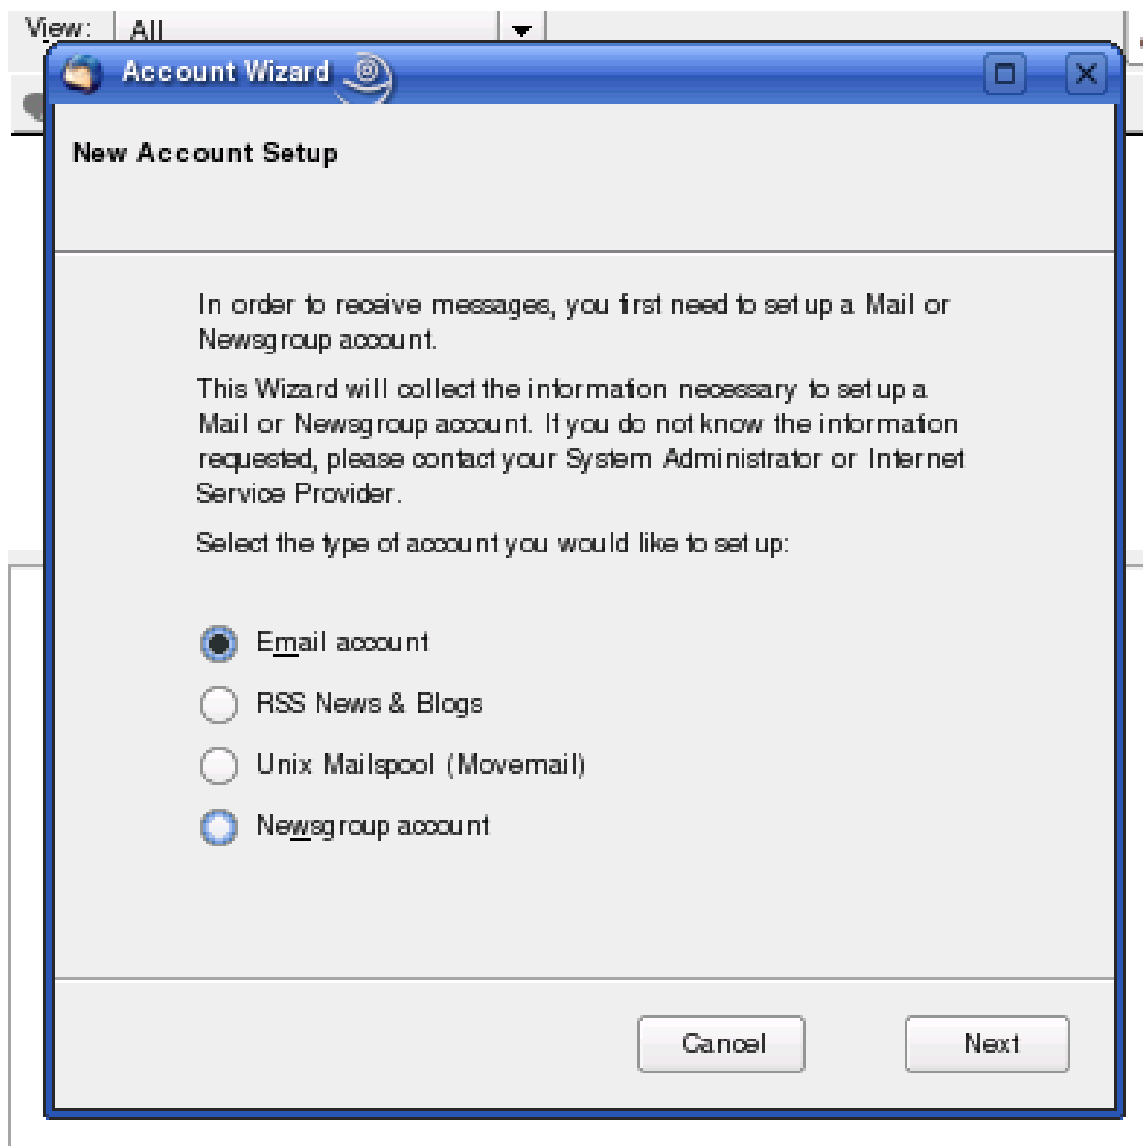 View: All
Account Wizard
New Account Setup
In order to receive messages, you first need to set up a Mail or
Newsgroup account.
This Wizard will collect the information necessary to set up a
Mail or Newsgroup account. If you do not know the information
requested, please contact your System Administrator or Internet
Service Provider.
Select the type of account you would like to set up:
Email account
RSS News & Blogs
Unix Mailspool (Movemail)
Newsgroup account
Cancel Next